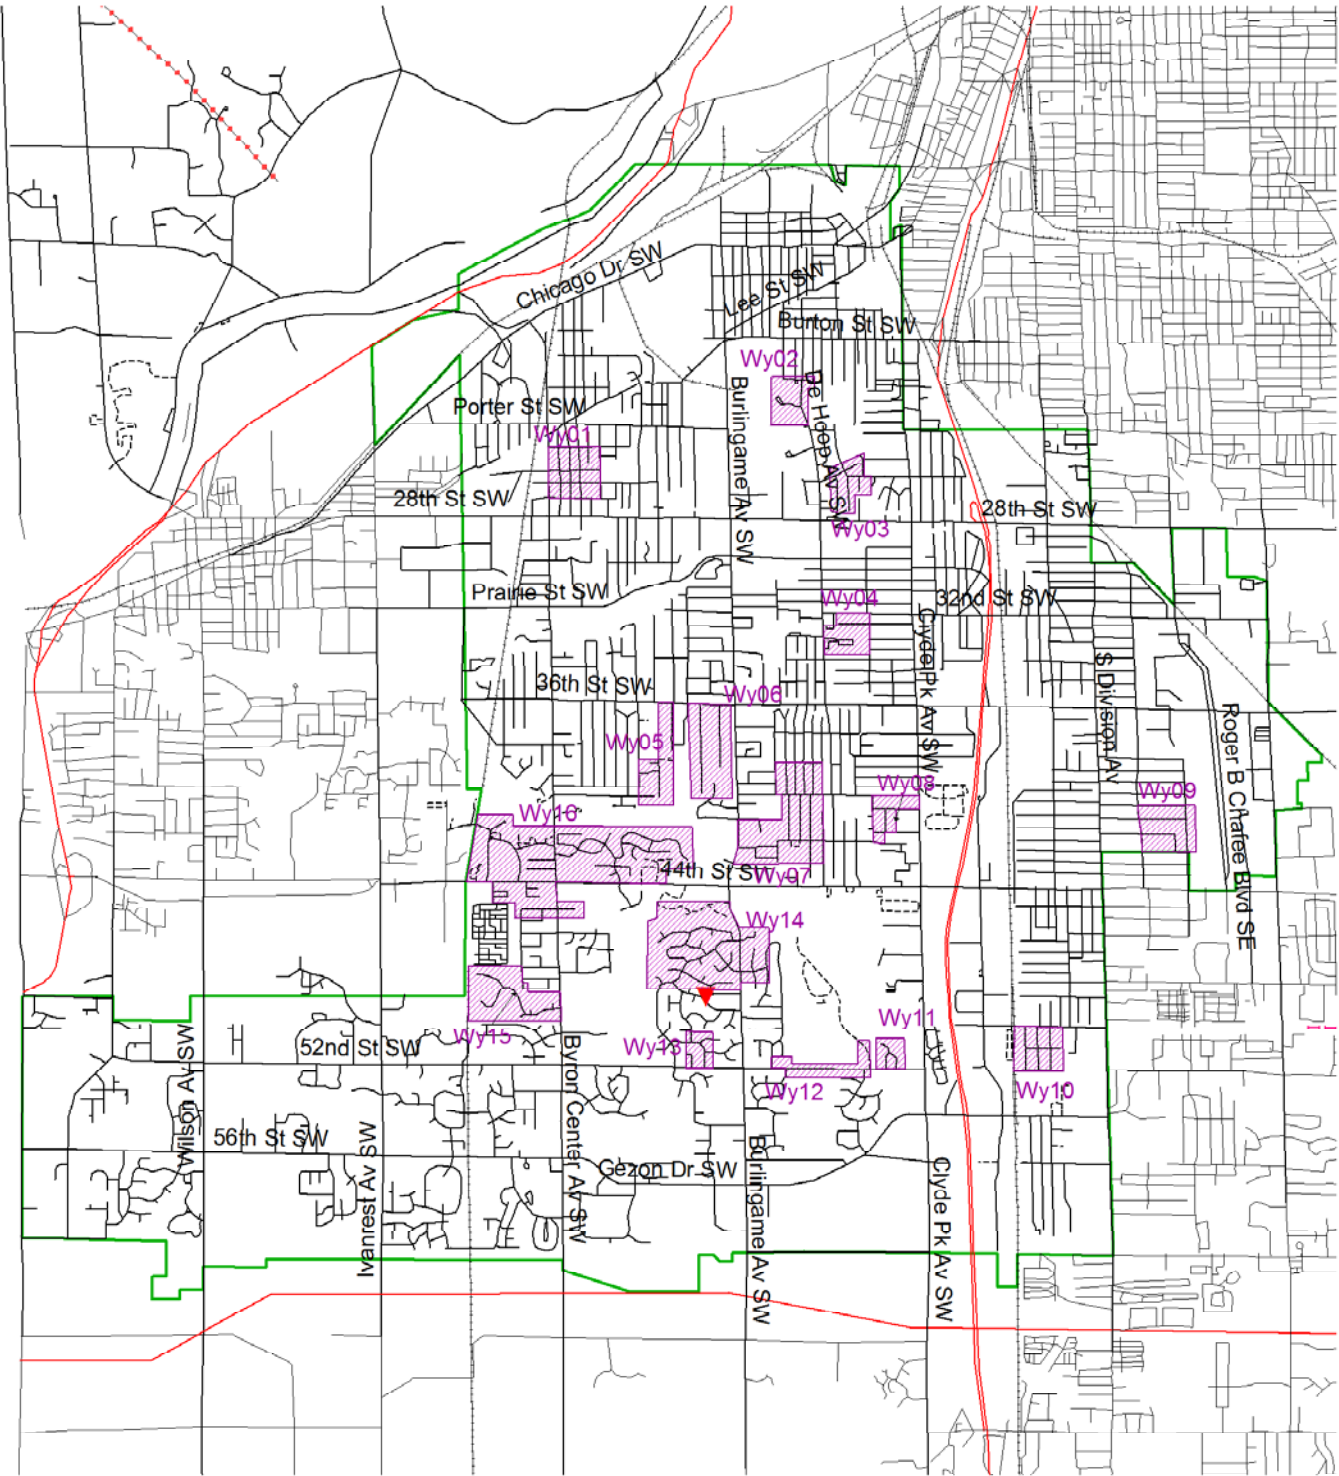 Chicago Dr SW
Lee St SW
Burton St SW
Wy02
Porter St SW
Burlingame Av SW
De Hoop Av SW
Wy01
28th St SW
28th St SW
Wy03
Prairie St SW
Wy04
32nd St SW
Clyde Pk Av SW
36th St SW
Wy06
S Division Av
Roger B Chafee Blvd SE
Wy05
Wy08
Wy09
Wy16
44th St SW
Wy07
Wy14
Wy15
Wy13
Wy11
52nd St SW
Wilson Av SW
Byron Center Av SW
Wy12
Wy10
56th St SW
Ivanrest Av SW
Gezon Dr SW
Burlingame Av SW
Clyde Pk Av SW